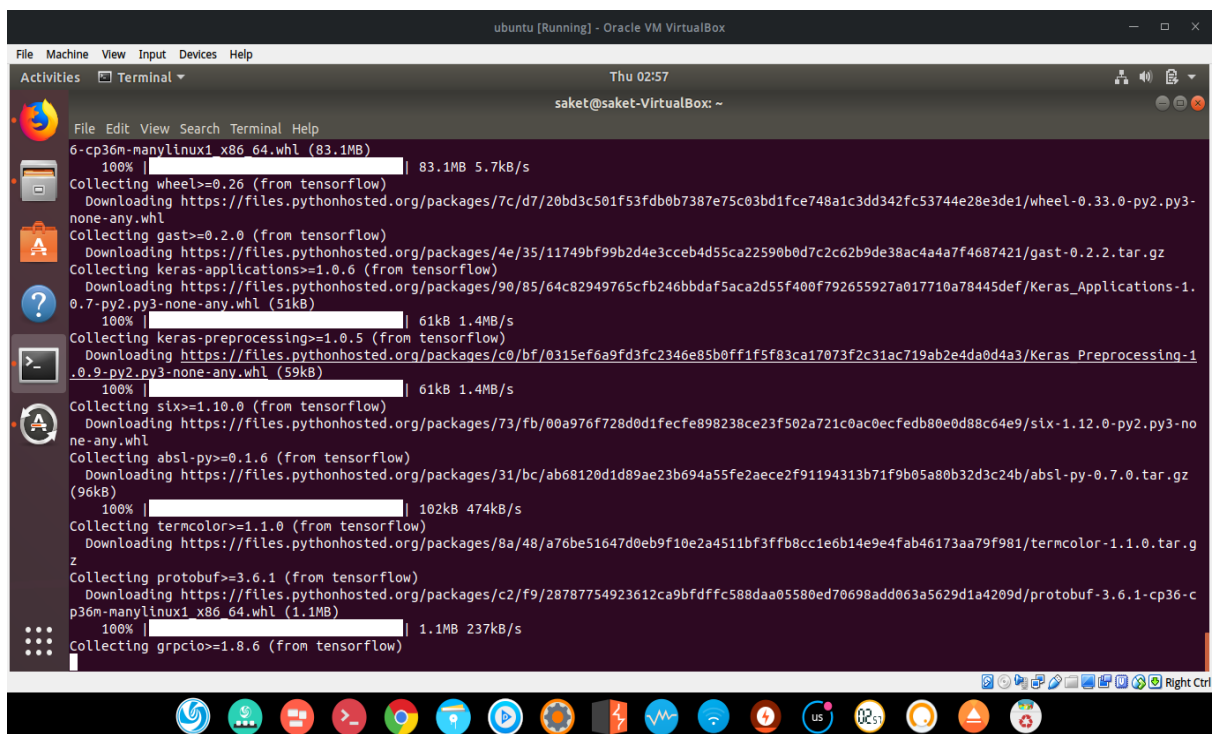 ubuntu [Running] - Oracle VM VirtualBox
File Machine View Input Devices Help
Activities Terminal Thu 02:57
saket@saket-VirtualBox: ~
File Edit View Search Terminal Help
6-cp36m-manylinux1_x86_64.whl (83.1MB)
100% | | 83.1MB 5.7kB/s
Collecting wheel>=0.26 (from tensorflow)
Downloading https://files.pythonhosted.org/packages/7c/d7/20bd3c501f53fdb0b7387e75c03bd1fce748a1c3dd342fc53744e28e3de1/wheel-0.33.0-py2.py3-
none-any.whl
Collecting gast>=0.2.0 (from tensorflow)
Downloading https://files.pythonhosted.org/packages/4e/35/11749bf99b2d4e3cceb4d55ca22590b0d7c2c62b9de38ac4a4a7f4687421/gast-0.2.2.tar.gz
Collecting keras-applications>=1.0.6 (from tensorflow)
Downloading https://files.pythonhosted.org/packages/90/85/64c82949765cfb246bbdaf5aca2d55f400f792655927a017710a78445def/Keras_Applications-1.
0.7-py2.py3-none-any.whl (51kB)
100% | | 61kB 1.4MB/s
Collecting keras-preprocessing>=1.0.5 (from tensorflow)
Downloading https://files.pythonhosted.org/packages/c0/bf/0315ef6a9fd3fc2346e85b0ff1f5f83ca17073f2c31ac719ab2e4da0d4a3/Keras_Preprocessing-1
.0.9-py2.py3-none-any.whl (59kB)
100% | | 61kB 1.4MB/s
Collecting six>=1.10.0 (from tensorflow)
Downloading https://files.pythonhosted.org/packages/73/fb/00a976f728d0d1fecfe898238ce23f502a721c0ac0ecfedb80e0d88c64e9/six-1.12.0-py2.py3-no
ne-any.whl
Collecting absl-py>=0.1.6 (from tensorflow)
Downloading https://files.pythonhosted.org/packages/31/bc/ab68120d1d89ae23b694a55fe2aece2f91194313b71f9b05a80b32d3c24b/absl-py-0.7.0.tar.gz
(96kB)
100% | | 102kB 474kB/s
Collecting termcolor>=1.1.0 (from tensorflow)
Downloading https://files.pythonhosted.org/packages/8a/48/a76be51647d0eb9f10e2a4511bf3ffb8cc1e6b14e9e4fab46173aa79f981/termcolor-1.1.0.tar.g
z
Collecting protobuf>=3.6.1 (from tensorflow)
Downloading https://files.pythonhosted.org/packages/c2/f9/28787754923612ca9bfdffc588daa05580ed70698add063a5629d1a4209d/protobuf-3.6.1-cp36-c
p36m-manylinux1_x86_64.whl (1.1MB)
100% | | 1.1MB 237kB/s
Collecting grpcio>=1.8.6 (from tensorflow)
Right Ctrl
us 02 57